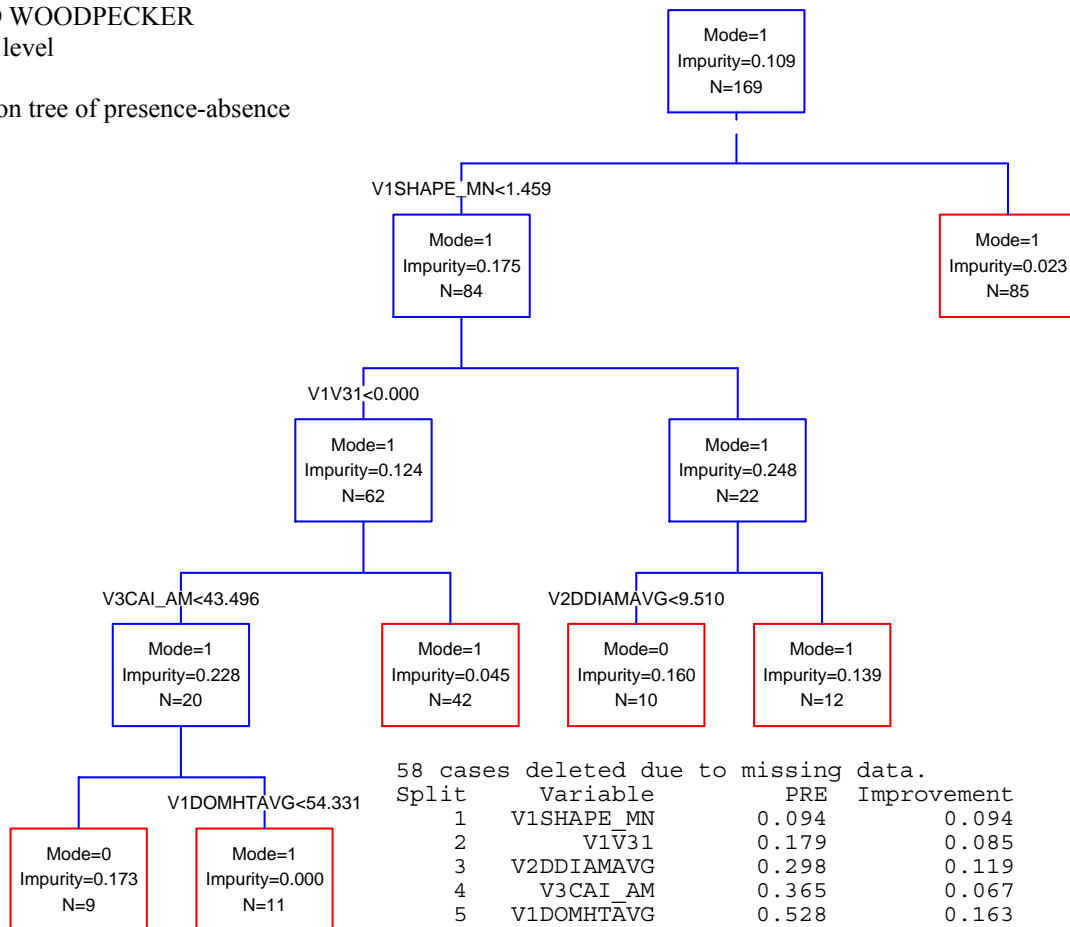 WOODPECKER
level
on tree of presence-absence
Mode=1
Impurity=0.109
N=169
V1SHAPE_MN<1.459
Mode=1
Impurity=0.175
N=84
Mode=1
Impurity=0.023
N=85
V1V31<0.000
Mode=1
Impurity=0.124
N=62
Mode=1
Impurity=0.248
N=22
V3CAI_AM<43.496
V2DDIAMAVG<9.510
Mode=1
Impurity=0.228
N=20
Mode=1
Impurity=0.045
N=42
Mode=0
Impurity=0.160
N=10
Mode=1
Impurity=0.139
N=12
V1DOMHTAVG<54.331
Mode=0
Impurity=0.173
N=9
Mode=1
Impurity=0.000
N=11
58 cases deleted due to missing data.
Split Variable PRE Improvement
1 V1SHAPE_MN 0.094 0.094
2 V1V31 0.179 0.085
3 V2DDIAMAVG 0.298 0.119
4 V3CAI_AM 0.365 0.067
5 V1DOMHTAVG 0.528 0.163